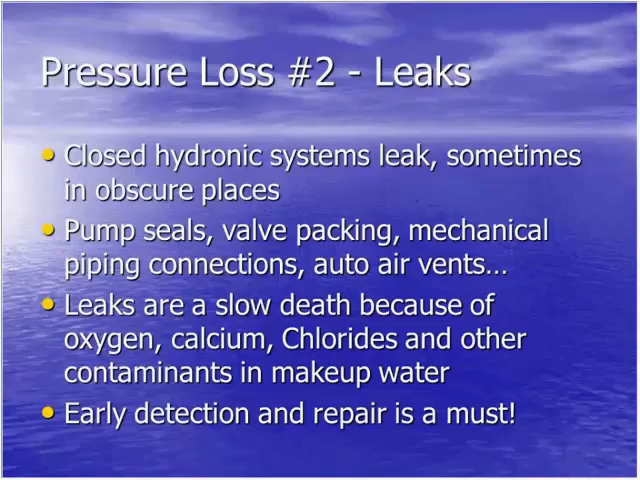 Pressure Loss #2 - Leaks
• Closed hydronic systems leak, sometimes
in obscure places
• Pump seals, valve packing, mechanical
piping connections, auto air vents…
• Leaks are a slow death because of
oxygen, calcium, Chlorides and other
contaminants in makeup water
• Early detection and repair is a must!